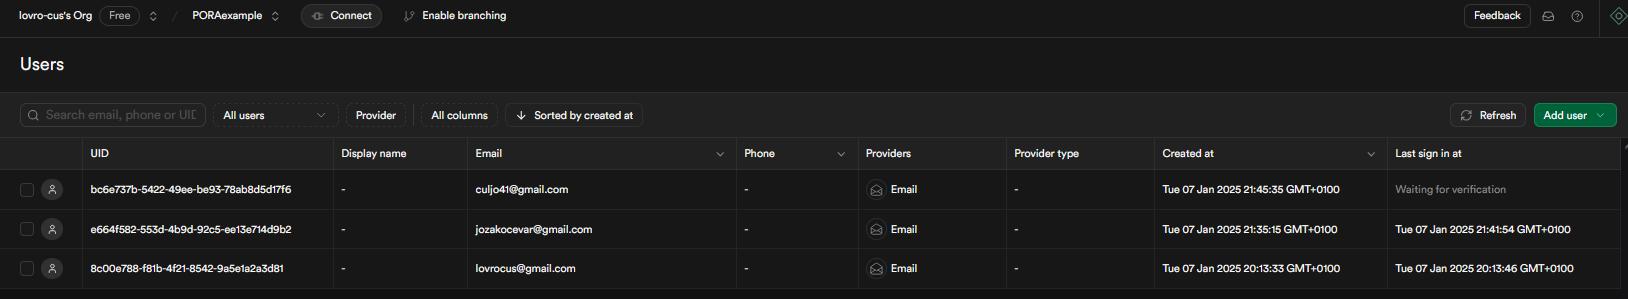 lovro-cus's Org Free / PORAexample Connect Enable branching Feedback
Users
Search email, phone or UID All users Provider All columns Sorted by created at Refresh Add user
UID Display name Email Phone Providers Provider type Created at Last sign in at
bc6e737b-5422-49ee-be93-78ab8d5d17f6 - culjo41@gmail.com - Email - Tue 07 Jan 2025 21:45:35 GMT+0100 Waiting for verification
e664f582-553d-4b9d-92c5-ee13e714d9b2 - jozakocevar@gmail.com - Email - Tue 07 Jan 2025 21:35:15 GMT+0100 Tue 07 Jan 2025 21:41:54 GMT+0100
8c00e788-f81b-4f21-8542-9a5e1a2a3d81 - lovrocus@gmail.com - Email - Tue 07 Jan 2025 20:13:33 GMT+0100 Tue 07 Jan 2025 20:13:46 GMT+0100